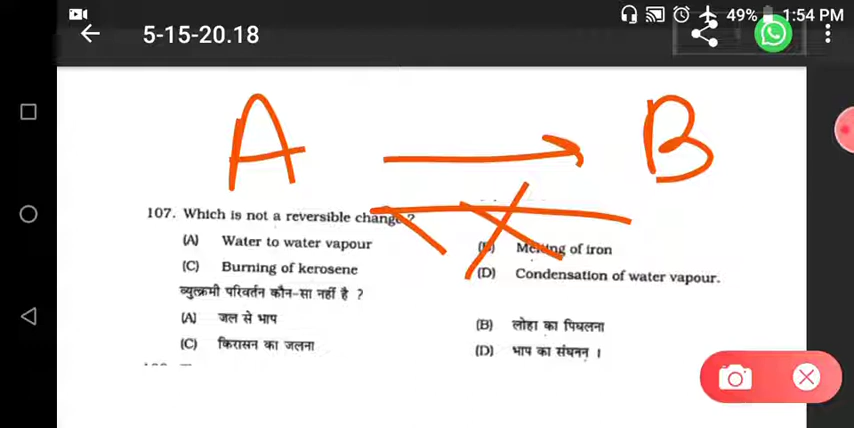 49% 1:54 PM
5-15-20.18
A B
107. Which is not a reversible change ?
(A) Water to water vapour (B) Melting of iron
(C) Burning of kerosene (D) Condensation of water vapour.
व्युत्क्रमी परिवर्तन कौन-सा नहीं है ?
(A) जल से भाप (B) लोहा का पिघलना
(C) किरासन का जलना (D) भाप का संघनन ।